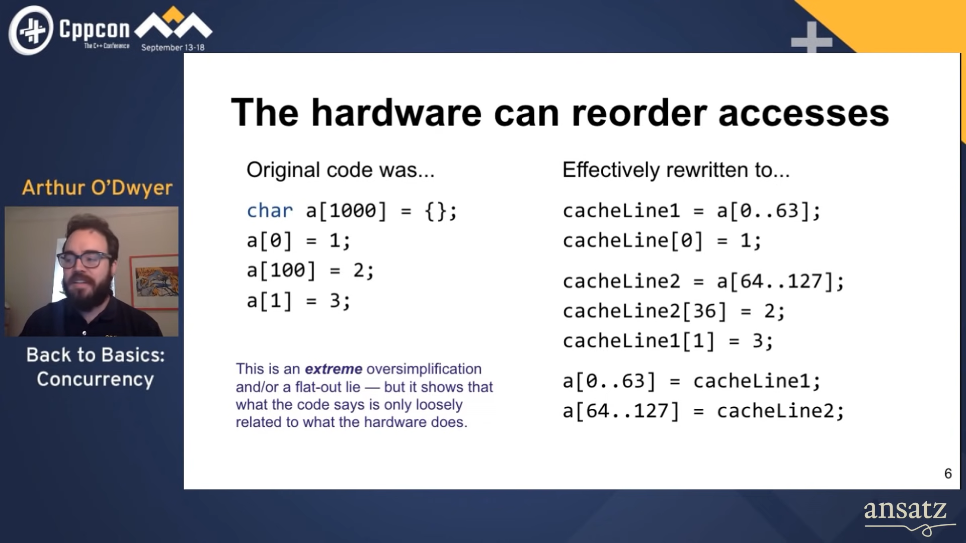 Cppcon
The C++ Conference
September 13-18
The hardware can reorder accesses
Arthur O'Dwyer
Back to Basics:
Concurrency
Original code was...
char a[1000] = {};
a[0] = 1;
a[100] = 2;
a[1] = 3;
This is an extreme oversimplification
and/or a flat-out lie — but it shows that
what the code says is only loosely
related to what the hardware does.
Effectively rewritten to...
cacheLine1 = a[0..63];
cacheLine[0] = 1;
cacheLine2 = a[64..127];
cacheLine2[36] = 2;
cacheLine1[1] = 3;
a[0..63] = cacheLine1;
a[64..127] = cacheLine2;
6
ansatz